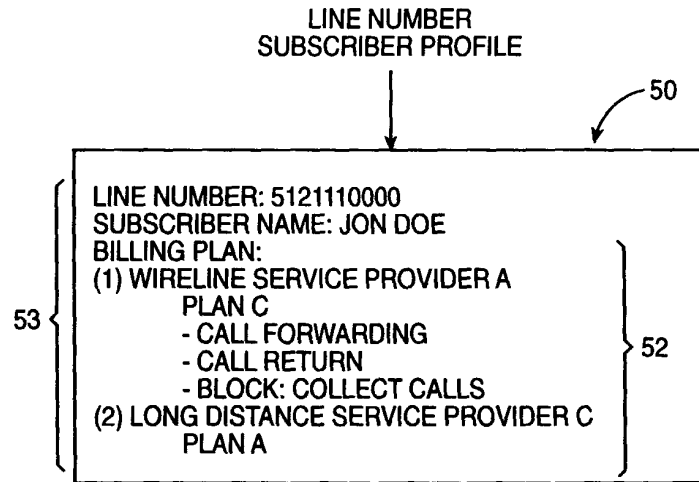 LINE NUMBER
SUBSCRIBER PROFILE
50
LINE NUMBER: 5121110000
SUBSCRIBER NAME: JON DOE
BILLING PLAN:
(1) WIRELINE SERVICE PROVIDER A
PLAN C
- CALL FORWARDING
- CALL RETURN
- BLOCK: COLLECT CALLS
(2) LONG DISTANCE SERVICE PROVIDER C
PLAN A
53
52